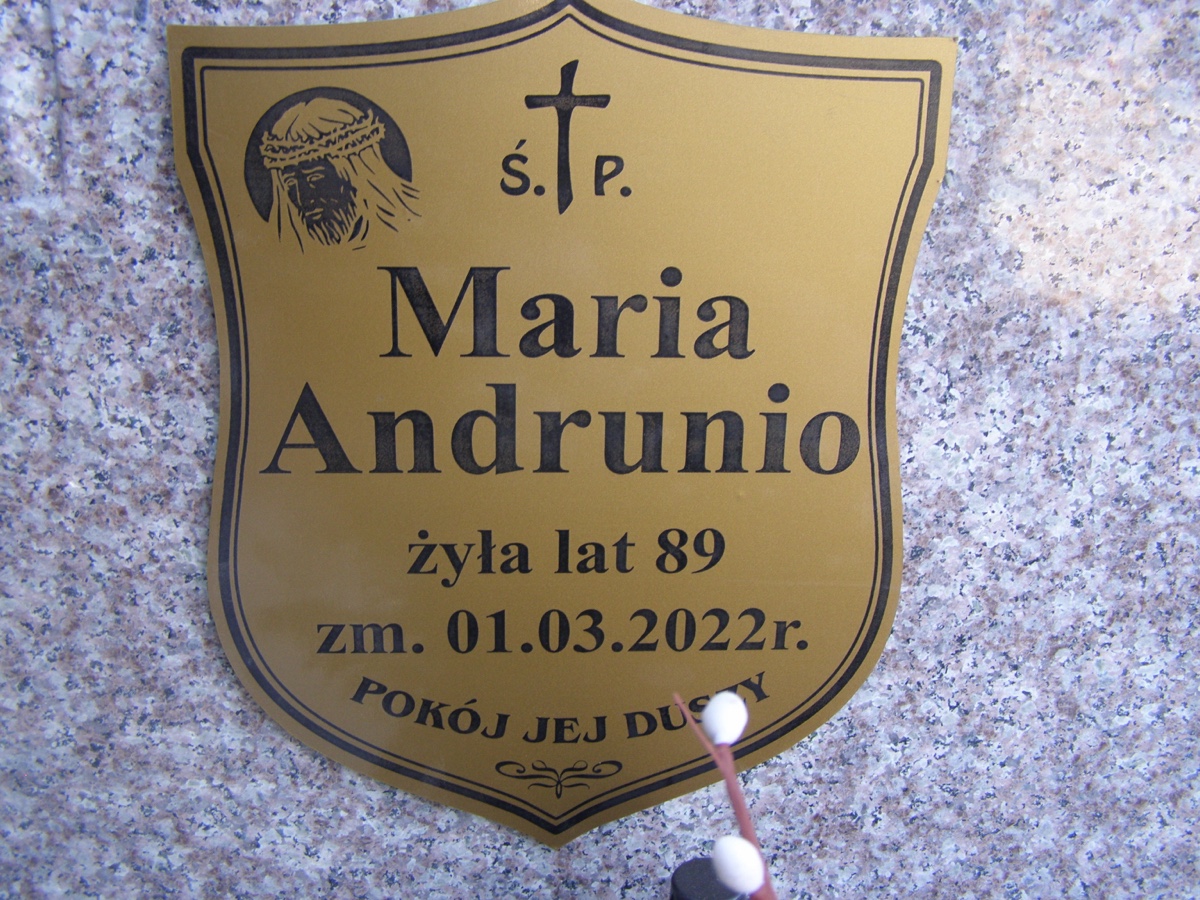 Ś. P.
Maria
Andrunio
żyła lat 89
zm. 01.03.2022r.
POKÓJ JEJ DUSZY